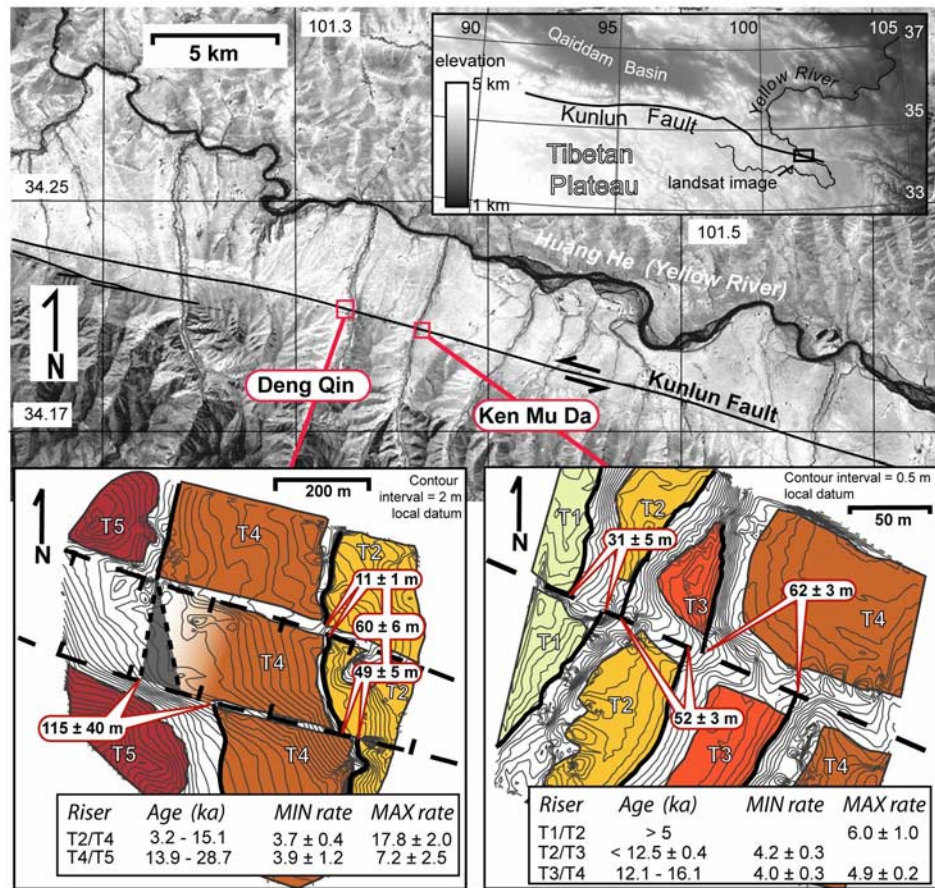 5 km
101.3
90
95
100
105
37
Qaiddam Basin
elevation
5 km
Yellow River
35
Kunlun Fault
Tibetan
Plateau
landsat image
33
1 km
34.25
101.5
Huang He (Yellow River)
N
Deng Qin
Ken Mu Da
Kunlun Fault
34.17
200 m
Contour
interval = 2 m
local datum
N
T5
T4
T2
11 ± 1 m
60 ± 6 m
T4
49 ± 5 m
T2
115 ± 40 m
T5
T4
Riser Age (ka) MIN rate MAX rate
T2/T4 3.2 - 15.1 3.7 ± 0.4 17.8 ± 2.0
T4/T5 13.9 - 28.7 3.9 ± 1.2 7.2 ± 2.5
Contour
interval = 0.5 m
local datum
50 m
N
T1
T2
31 ± 5 m
T3
62 ± 3 m
T4
T1
T2
52 ± 3 m
T3
T4
Riser Age (ka) MIN rate MAX rate
T1/T2 > 5 6.0 ± 1.0
T2/T3 < 12.5 ± 0.4 4.2 ± 0.3
T3/T4 12.1 - 16.1 4.0 ± 0.3 4.9 ± 0.2